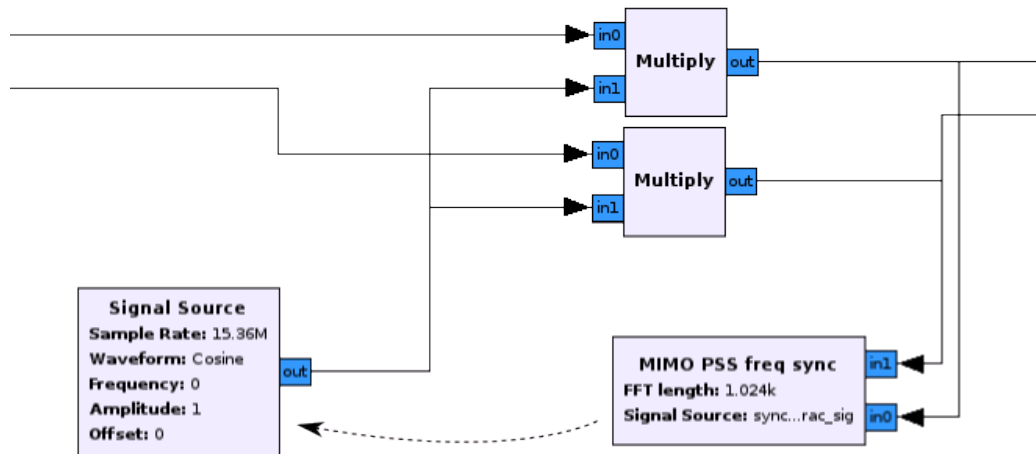 in0
Multiply
out
in1
in0
Multiply
out
in1
Signal Source
Sample Rate: 15.36M
Waveform: Cosine
Frequency: 0
Amplitude: 1
Offset: 0
out
MIMO PSS freq sync
FFT length: 1.024k
Signal Source: sync...rac_sig
in1
in0